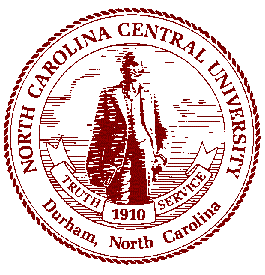 NORTH CAROLINA CENTRAL UNIVERSITY
TRUTH SERVICE
1910
Durham, North Carolina